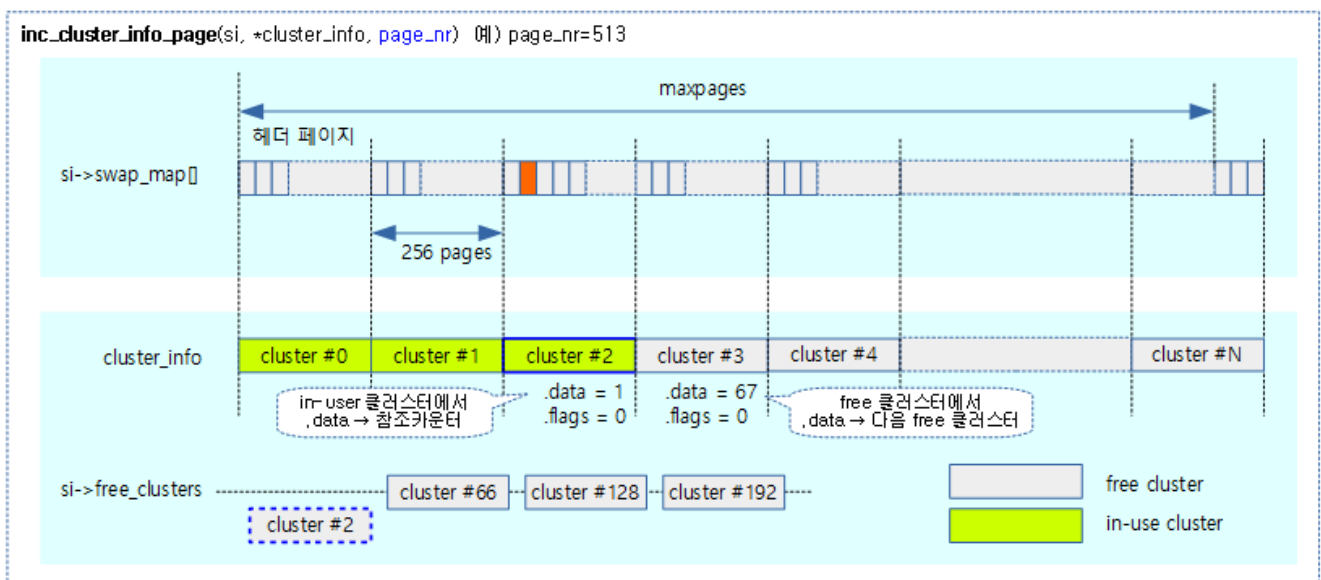 inc_cluster_info_page(si, *cluster_info, page_nr) 예) page_nr=513
maxpages
헤더 페이지
si->swap_map[]
256 pages
cluster_info
cluster #0 cluster #1 cluster #2 cluster #3 cluster #4 cluster #N
in-user 클러스터에서
.data → 참조카운터
.data = 1
.flags = 0
.data = 67
.flags = 0
free 클러스터에서
.data → 다음 free 클러스터
si->free_clusters
cluster #66 cluster #128 cluster #192
cluster #2
free cluster
in-use cluster